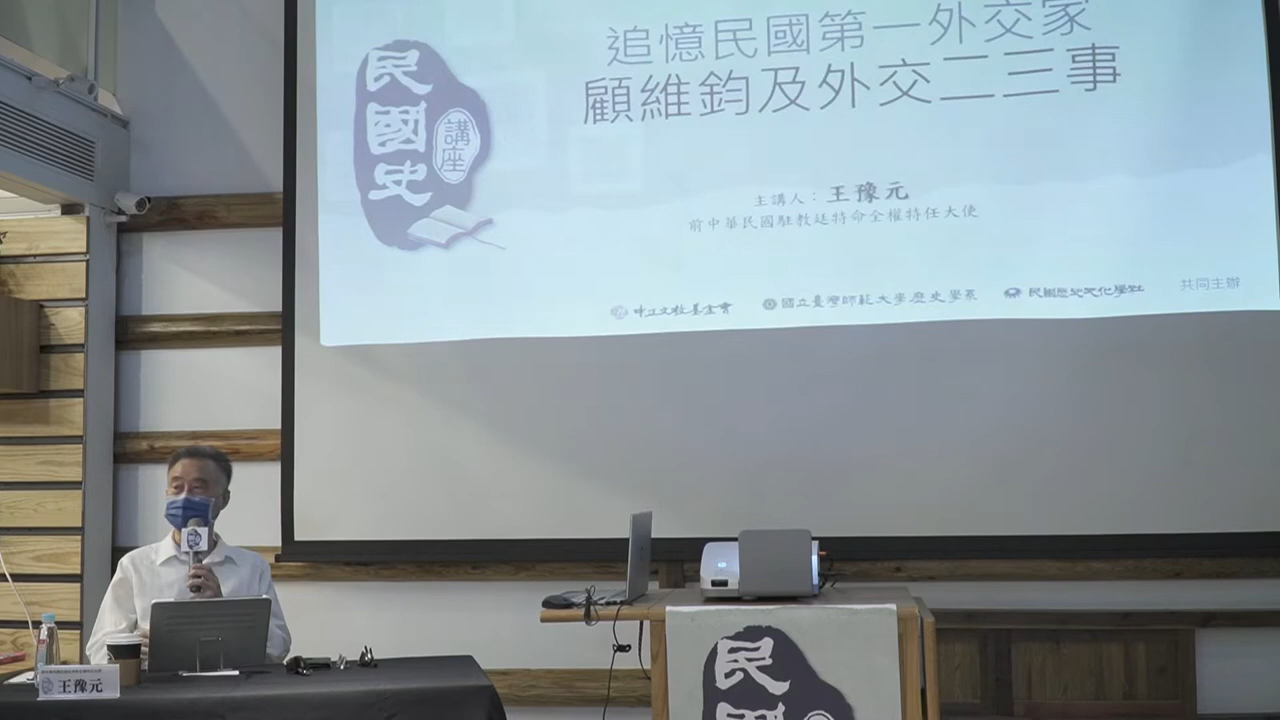 追憶民國第一外交家
顧維鈞及外交二三事
民國史
講座
主講人：王豫元
前中華民國駐教廷特命全權特任大使
中正文教基金會
國立臺灣師範大學歷史學系
民國歷史文化學社
共同主辦
王豫元
民國